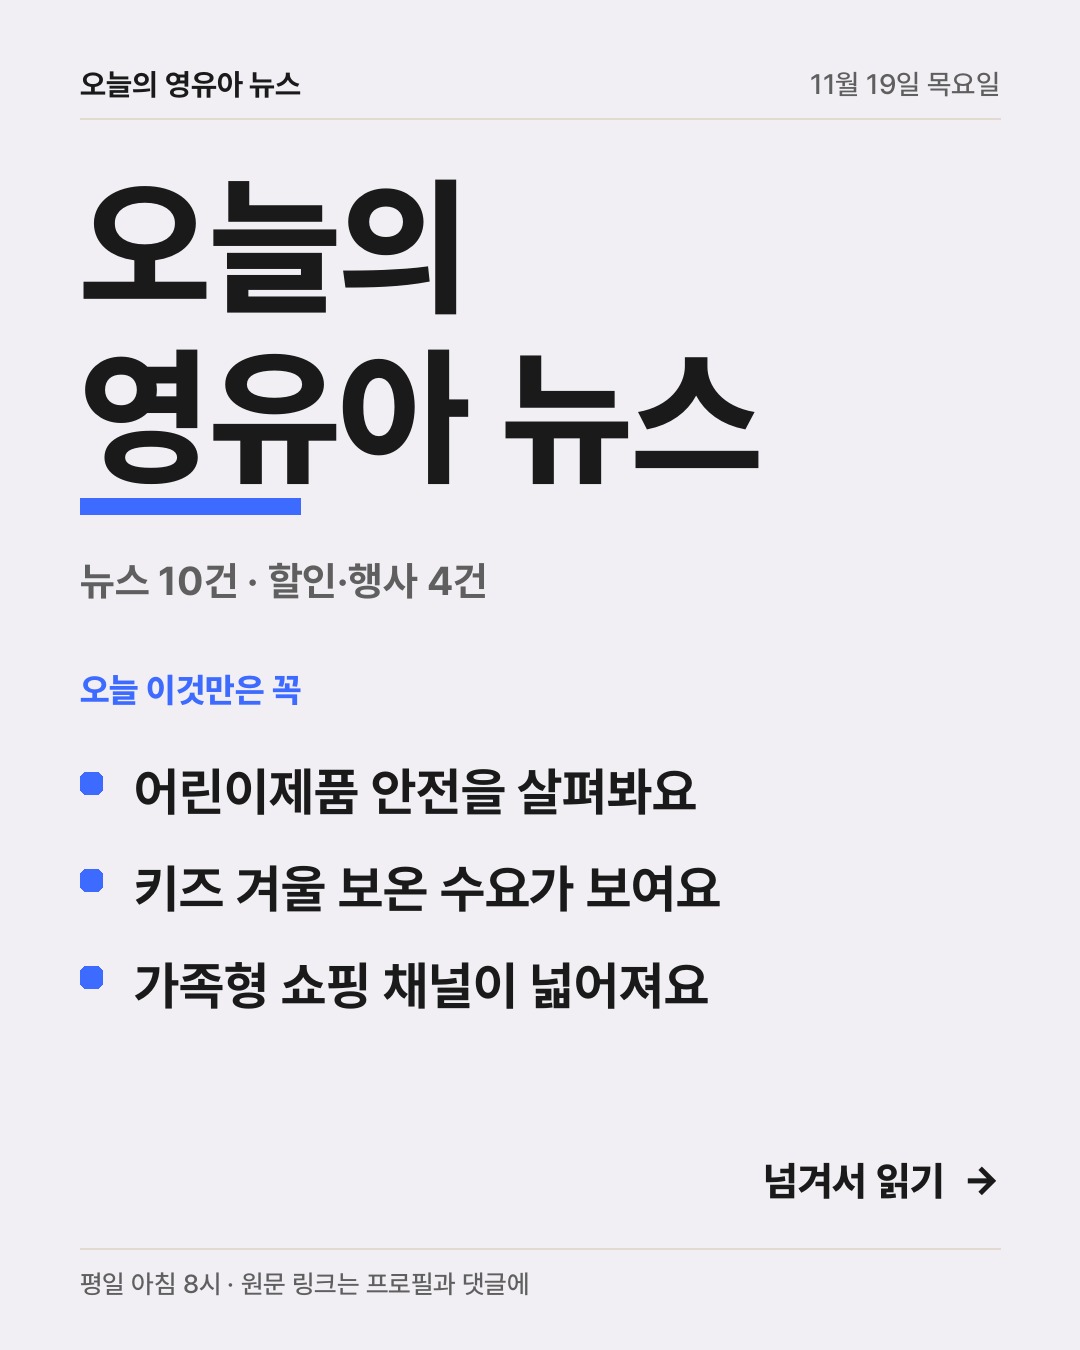 오늘의 영유아 뉴스
11월 19일 목요일
오늘의
영유아 뉴스
뉴스 10건 · 할인·행사 4건
오늘 이것만은 꼭
어린이제품 안전을 살펴봐요
키즈 겨울 보온 수요가 보여요
가족형 쇼핑 채널이 넓어져요
넘겨서 읽기 →
평일 아침 8시 · 원문 링크는 프로필과 댓글에